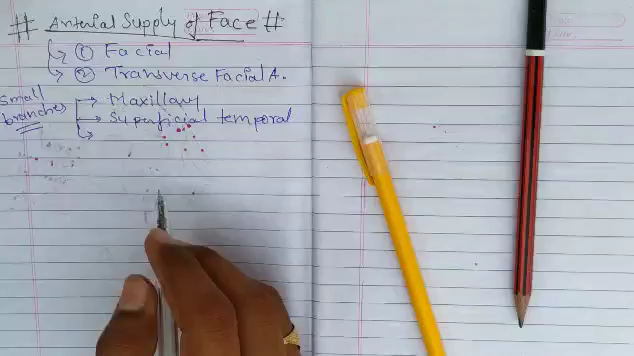 # Arterial Supply of Face #
① Facial
② Transverse Facial A.
Small branches
Maxillary
Superficial temporal